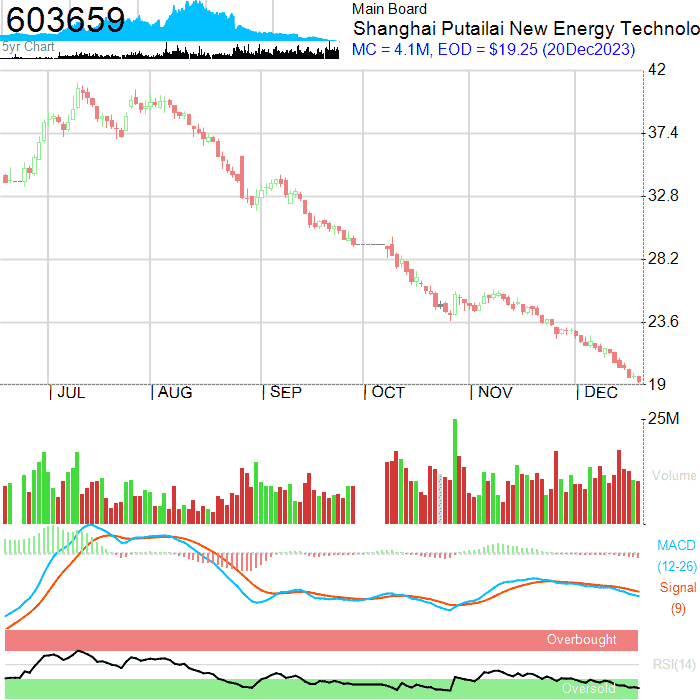 603659
5yr Chart
Main Board
Shanghai Putailai New Energy Technolo
MC = 4.1M, EOD = $19.25 (20Dec2023)
42
37.4
32.8
28.2
23.6
19
JUL AUG SEP OCT NOV DEC
25M
Volume
MACD
(12-26)
Signal
(9)
Overbought
RSI(14)
Oversold